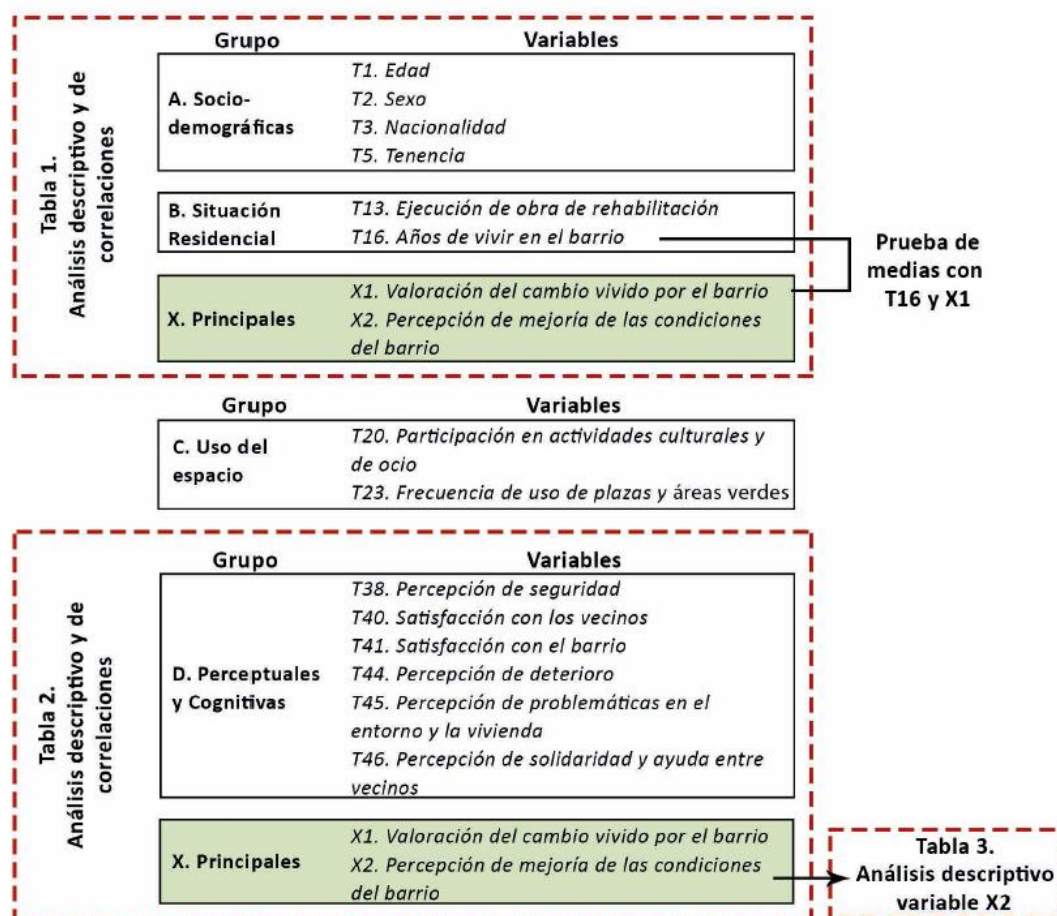 Grupo Variables
Tabla 1.
Análisis descriptivo y de
correlaciones
A. Socio-
demográficas
T1. Edad
T2. Sexo
T3. Nacionalidad
T5. Tenencia
B. Situación
Residencial
T13. Ejecución de obra de rehabilitación
T16. Años de vivir en el barrio
X. Principales
X1. Valoración del cambio vivido por el barrio
X2. Percepción de mejoría de las condiciones
del barrio
Prueba de
medias con
T16 y X1
Grupo Variables
C. Uso del
espacio
T20. Participación en actividades culturales y
de ocio
T23. Frecuencia de uso de plazas y áreas verdes
Grupo Variables
Tabla 2.
Análisis descriptivo y de
correlaciones
D. Perceptuales
y Cognitivas
T38. Percepción de seguridad
T40. Satisfacción con los vecinos
T41. Satisfacción con el barrio
T44. Percepción de deterioro
T45. Percepción de problemáticas en el
entorno y la vivienda
T46. Percepción de solidaridad y ayuda entre
vecinos
X. Principales
X1. Valoración del cambio vivido por el barrio
X2. Percepción de mejoría de las condiciones
del barrio
Tabla 3.
Análisis descriptivo
variable X2